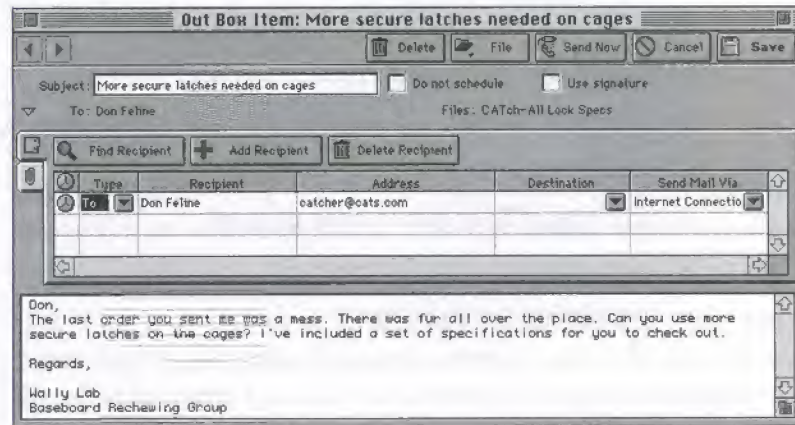 Out Box Item: More secure latches needed on cages
Delete File Send Now Cancel Save
Subject: More secure latches needed on cages Do not schedule Use signature
To: Don Feline Files: CATch-All Lock Specs
Find Recipient Add Recipient Delete Recipient
Type Recipient Address Destination Send Mail Via
To Don Feline catcher@cats.com Internet Connectio
Don,
The last order you sent me was a mess. There was fur all over the place. Can you use more
secure latches on the cages? I've included a set of specifications for you to check out.
Regards,
Wally Lab
Baseboard Rechewing Group